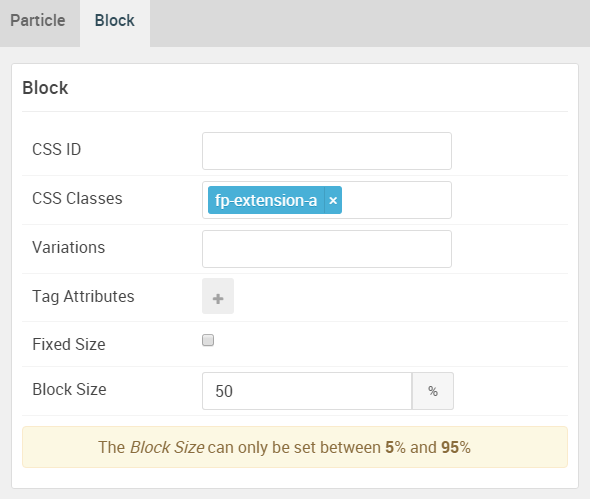 Particle Block
Block
CSS ID
CSS Classes fp-extension-a ×
Variations
Tag Attributes +
Fixed Size
Block Size 50 %
The Block Size can only be set between 5% and 95%